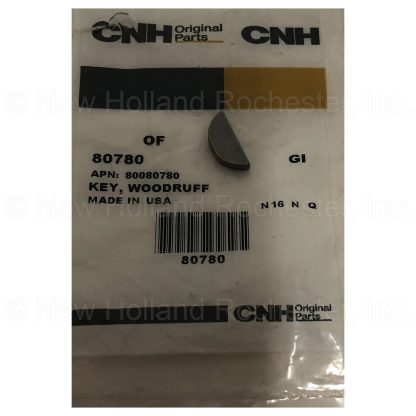 CNH Original Parts CNH
© New Holland Rochester, Inc.
OF
80780 GI
APN: 80080780
KEY, WOODRUFF
MADE IN USA N16 N Q
© New Holland Rochester, Inc.
80780
© New Holland Rochester, Inc.
CNH Original Parts